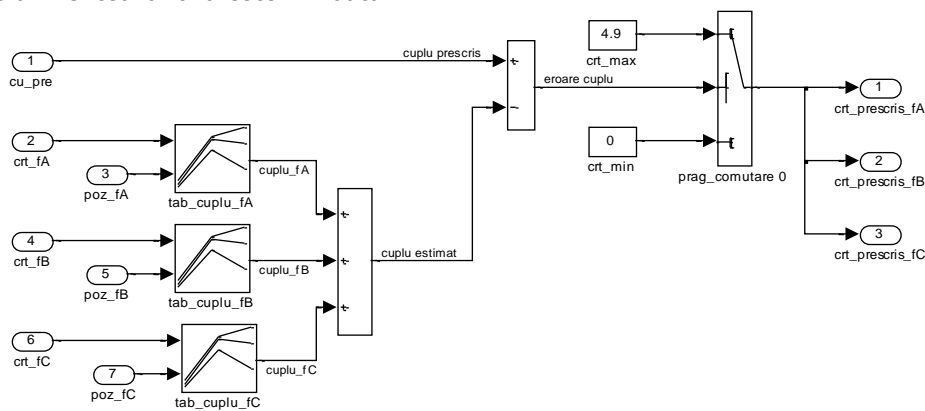 1
cu_pre
cuplu prescris
4.9
crt_max
eroare cuplu
1
crt_prescris_fA
2
crt_fA
3
poz_fA
tab_cuplu_fA
cuplu_fA
0
crt_min
prag_comutare 0
2
crt_prescris_fB
4
crt_fB
5
poz_fB
tab_cuplu_fB
cuplu_fB
cuplu estimat
3
crt_prescris_fC
6
crt_fC
7
poz_fC
tab_cuplu_fC
cuplu_fC